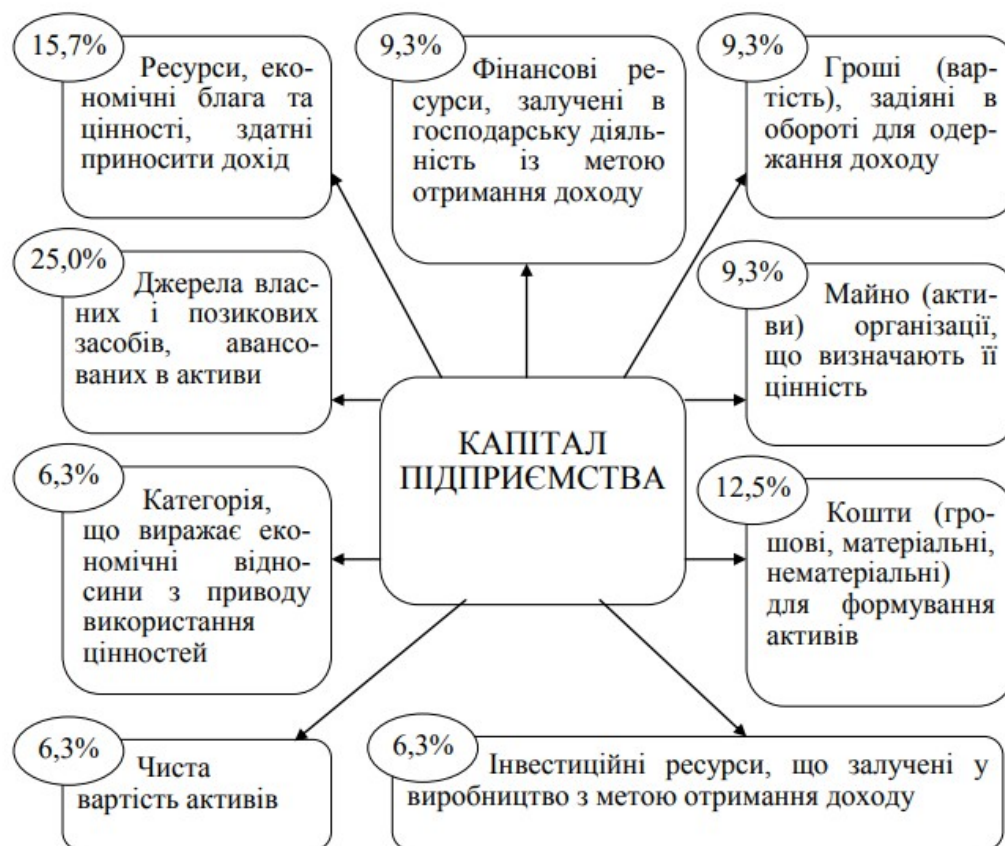 15,7%
Ресурси, еко-
номічні блага та
цінності, здатні
приносити дохід
9,3%
Фінансові ре-
сурси, залучені в
господарську діяль-
ність із метою
отримання доходу
9,3%
Гроші (вар-
тість), задіяні в
обороті для одер-
жання доходу
25,0%
Джерела влас-
них і позикових
засобів, авансо-
ваних в активи
9,3%
Майно (акти-
ви) організації,
що визначають її
цінність
КАПІТАЛ
ПІДПРИЄМСТВА
6,3%
Категорія,
що виражає еко-
номічні відно-
сини з приводу
використання
цінностей
12,5%
Кошти (гро-
шові, матеріальні,
нематеріальні)
для формування
активів
6,3%
Чиста
вартість активів
6,3%
Інвестиційні ресурси, що залучені у
виробництво з метою отримання доходу